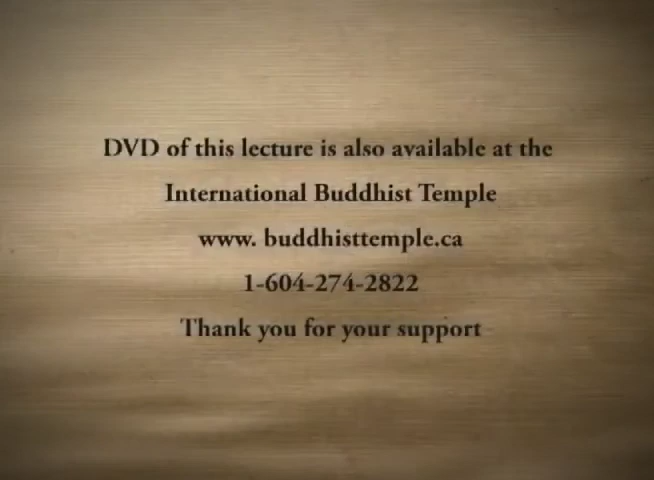 DVD of this lecture is also available at the
International Buddhist Temple
www. buddhisttemple.ca
1-604-274-2822
Thank you for your support